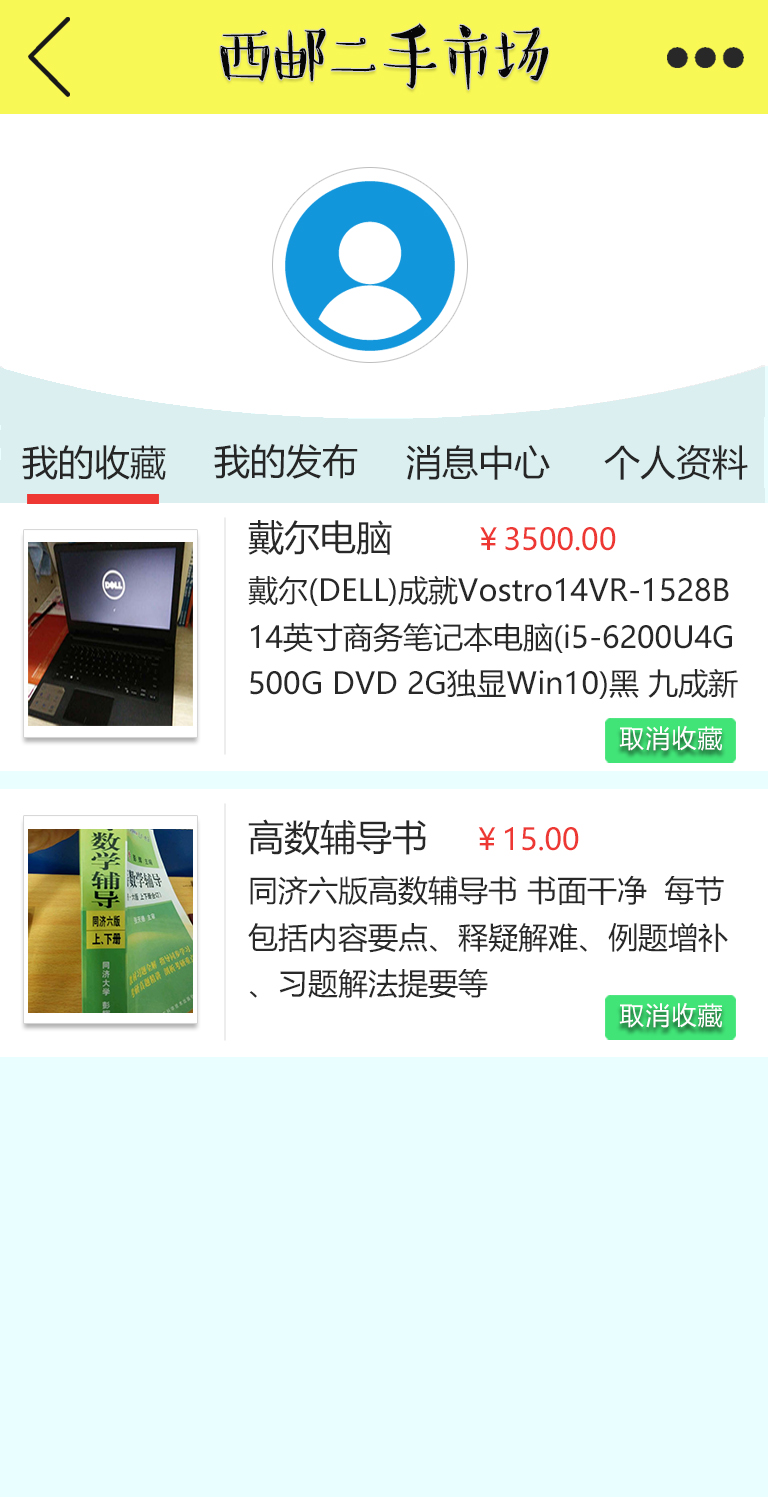 西邮二手市场
我的收藏 我的发布 消息中心 个人资料
戴尔电脑 ￥3500.00
戴尔(DELL)成就Vostro14VR-1528B
14英寸商务笔记本电脑(i5-6200U4G
500G DVD 2G独显Win10)黑 九成新
DELL
取消收藏
高数辅导书 ￥15.00
同济六版高数辅导书 书面干净 每节
包括内容要点、释疑解难、例题增补
、习题解法提要等
数学辅导
同济六版
上、下册
同济大学
数学辅导
取消收藏